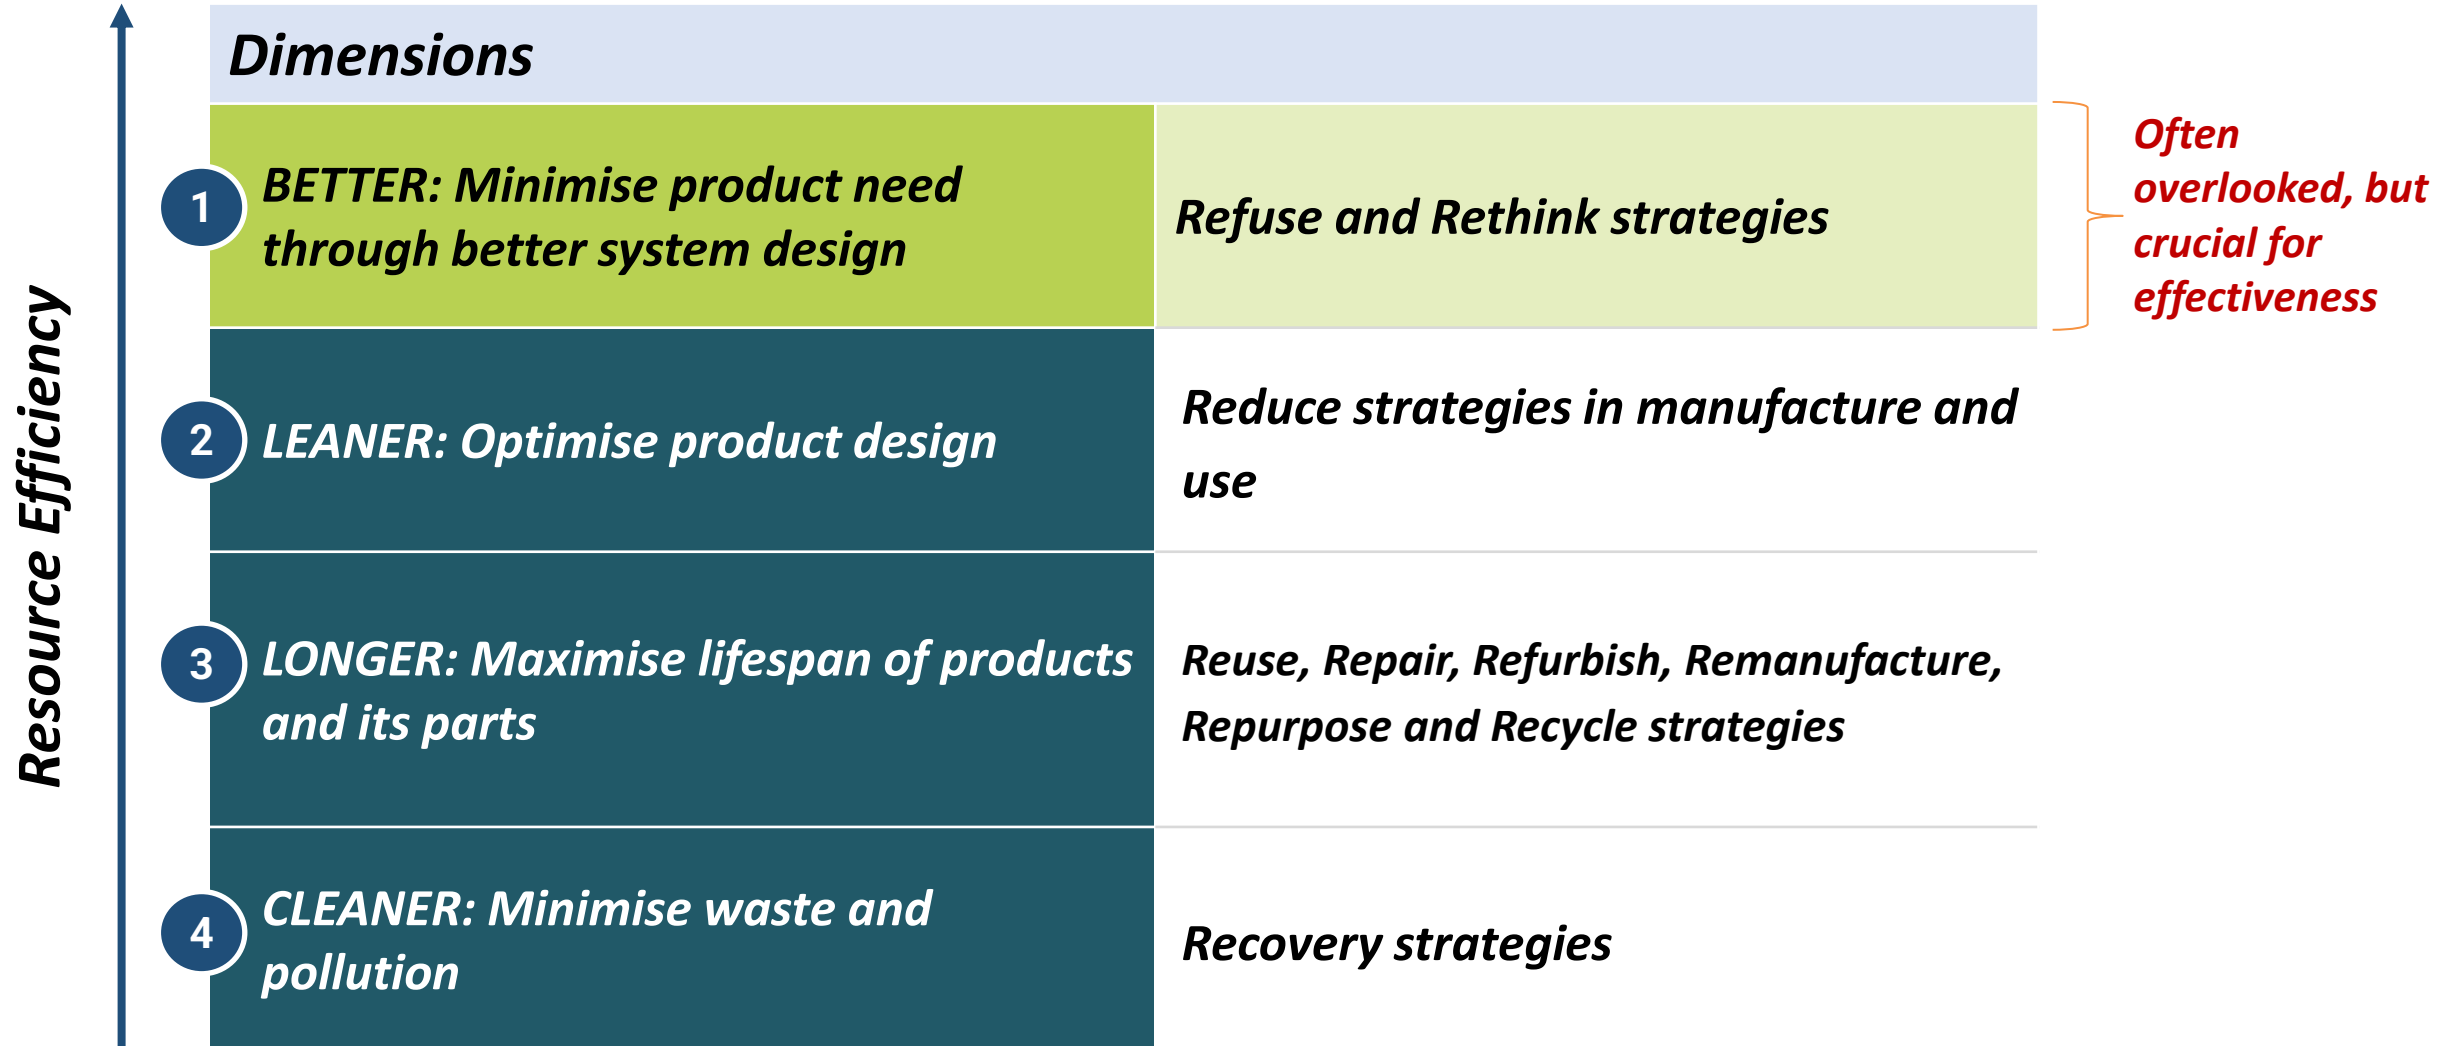 Resource Efficiency
Dimensions
1
BETTER: Minimise product need
through better system design
Refuse and Rethink strategies
Often
overlooked, but
crucial for
effectiveness
2
LEANER: Optimise product design
Reduce strategies in manufacture and
use
3
LONGER: Maximise lifespan of products
and its parts
Reuse, Repair, Refurbish, Remanufacture,
Repurpose and Recycle strategies
4
CLEANER: Minimise waste and
pollution
Recovery strategies